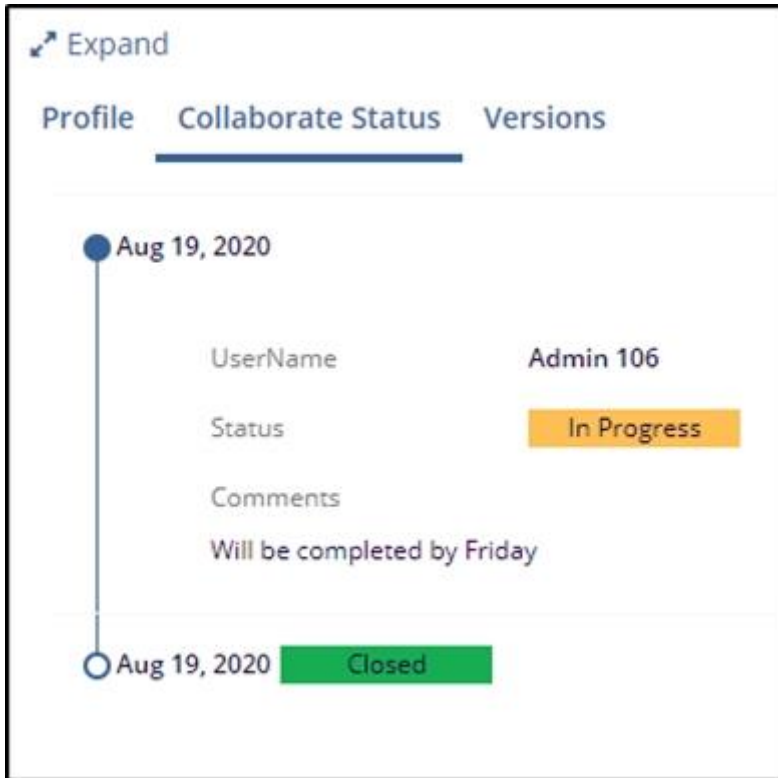 Expand
Profile Collaborate Status Versions
Aug 19, 2020
UserName Admin 106
Status In Progress
Comments
Will be completed by Friday
Aug 19, 2020 Closed